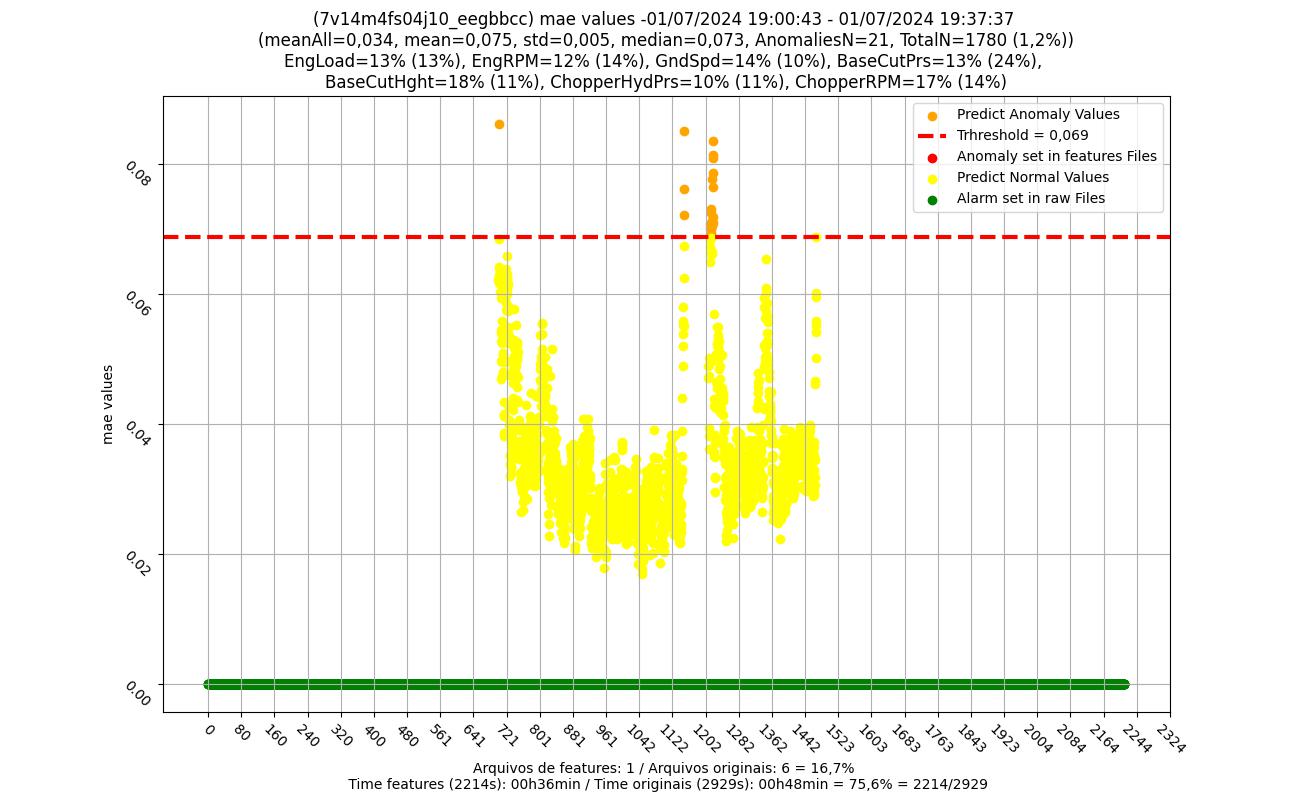 (7v14m4fs04j10_eegbbcc) mae values -01/07/2024 19:00:43 - 01/07/2024 19:37:37
(meanAll=0,034, mean=0,075, std=0,005, median=0,073, AnomaliesN=21, TotalN=1780 (1,2%))
EngLoad=13% (13%), EngRPM=12% (14%), GndSpd=14% (10%), BaseCutPrs=13% (24%),
BaseCutHght=18% (11%), ChopperHydPrs=10% (11%), ChopperRPM=17% (14%)
Predict Anomaly Values
Trhreshold = 0,069
Anomaly set in features Files
Predict Normal Values
Alarm set in raw Files
mae values
0.08
0.06
0.04
0.02
0.00
0 80 160 240 320 400 480 561 641 721 801 881 961 1042 1122 1202 1282 1362 1442 1523 1603 1683 1763 1843 1923 2004 2084 2164 2244 2324
Arquivos de features: 1 / Arquivos originais: 6 = 16,7%
Time features (2214s): 00h36min / Time originais (2929s): 00h48min = 75,6% = 2214/2929